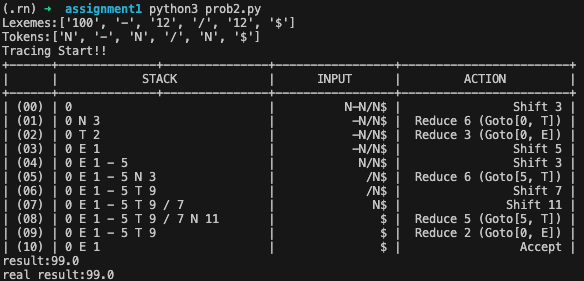 (.rn) → assignment1 python3 prob2.py
Lexemes:['100', '-', '12', '/', '12', '$']
Tokens:['N', '-', 'N', '/', 'N', '$']
Tracing Start!!
+------+--------------+---------------+---------------+----------------------+
|      |            STACK             |     INPUT     |        ACTION        |
+------+--------------+---------------+---------------+----------------------+
| (00) | 0                            |        N-N/N$ |              Shift 3 |
| (01) | 0 N 3                        |         -N/N$ | Reduce 6 (Goto[0, T]) |
| (02) | 0 T 2                        |         -N/N$ | Reduce 3 (Goto[0, E]) |
| (03) | 0 E 1                        |         -N/N$ |              Shift 5 |
| (04) | 0 E 1 - 5                    |          N/N$ |              Shift 3 |
| (05) | 0 E 1 - 5 N 3                |           /N$ | Reduce 6 (Goto[5, T]) |
| (06) | 0 E 1 - 5 T 9                |           /N$ |              Shift 7 |
| (07) | 0 E 1 - 5 T 9 / 7            |            N$ |             Shift 11 |
| (08) | 0 E 1 - 5 T 9 / 7 N 11       |             $ | Reduce 5 (Goto[5, T]) |
| (09) | 0 E 1 - 5 T 9                |             $ | Reduce 2 (Goto[0, E]) |
| (10) | 0 E 1                        |             $ |               Accept |
result:99.0
real result:99.0